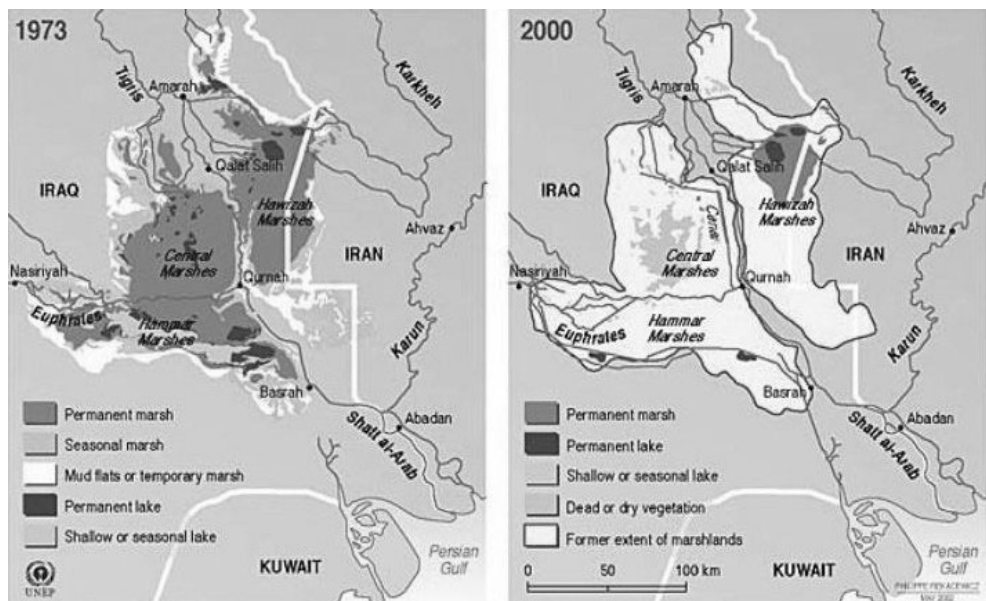 1973
Tigris
Amarah
Karkheh
Qalat Salih
IRAQ
Hawizah
Marshes
IRAN
Ahvaz
Central
Marshes
Nasiriyah
Qurnah
Hammar
Marshes
Euphrates
Karun
Basrah
Abadan
Shatt al-Arab
Permanent marsh
Seasonal marsh
Mud flats or temporary marsh
Permanent lake
Shallow or seasonal lake
KUWAIT
Persian
Gulf
UNEP
2000
Tigris
Amarah
Karkheh
Qalat Salih
IRAQ
Canal
Hawizah
Marshes
IRAN
Ahvaz
Central
Marshes
Nasiriyah
Qurnah
Euphrates
Hammar
Marshes
Karun
Basrah
Abadan
Shatt al-Arab
Permanent marsh
Permanent lake
Shallow or seasonal lake
Dead or dry vegetation
Former extent of marshlands
0 50 100 km
KUWAIT
Persian
Gulf
PHILIPPE REKACEWICZ
MAY 2002